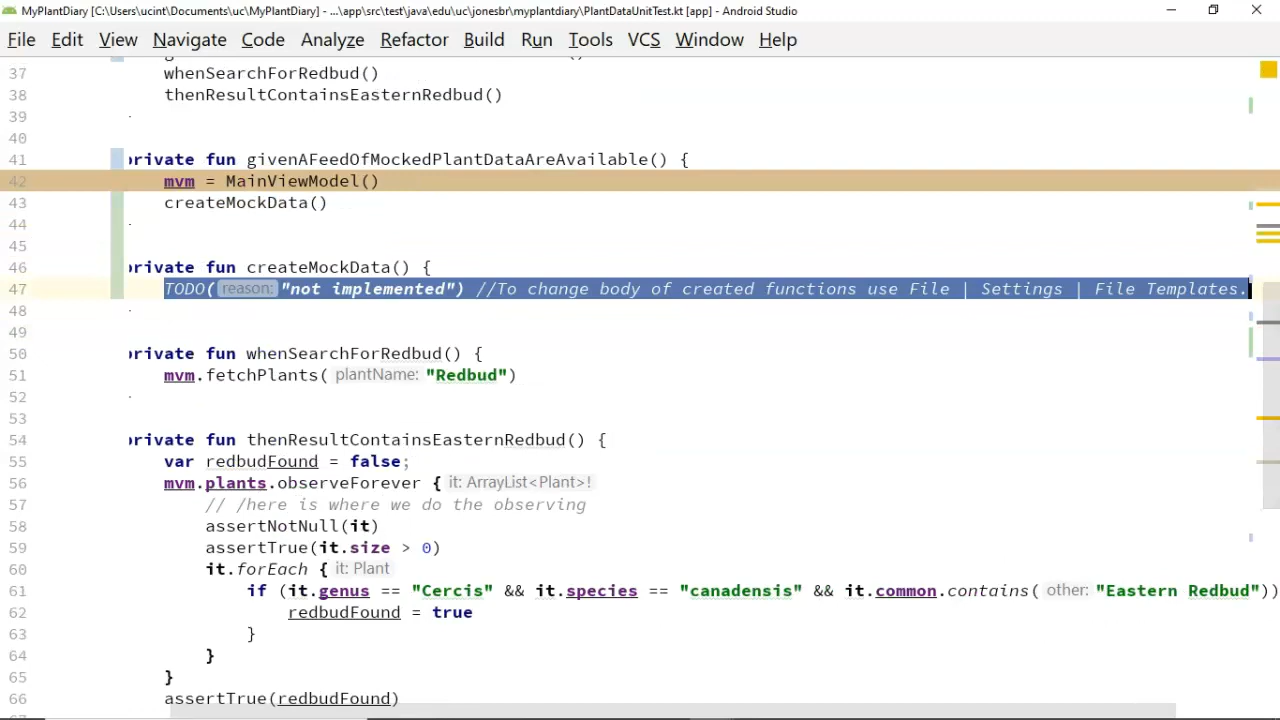 MyPlantDiary [C:\Users\ucint\Documents\uc\MyPlantDiary] - ...\app\src\test\java\edu\uc\jonesbr\myplantdiary\PlantDataUnitTest.kt [app] - Android Studio
File Edit View Navigate Code Analyze Refactor Build Run Tools VCS Window Help
37 whenSearchForRedbud()
38 thenResultContainsEasternRedbud()
39
40
41 private fun givenAFeedOfMockedPlantDataAreAvailable() {
42 mvm = MainViewModel()
43 createMockData()
44
45
46 private fun createMockData() {
47 TODO( reason: "not implemented") //To change body of created functions use File | Settings | File Templates.
48
49
50 private fun whenSearchForRedbud() {
51 mvm.fetchPlants( plantName: "Redbud")
52
53
54 private fun thenResultContainsEasternRedbud() {
55 var redbudFound = false;
56 mvm.plants.observeForever { it: ArrayList<Plant>!
57 // /here is where we do the observing
58 assertNotNull(it)
59 assertTrue(it.size > 0)
60 it.forEach { it: Plant
61 if (it.genus == "Cercis" && it.species == "canadensis" && it.common.contains( other: "Eastern Redbud"))
62 redbudFound = true
63 }
64 }
65 }
66 assertTrue(redbudFound)